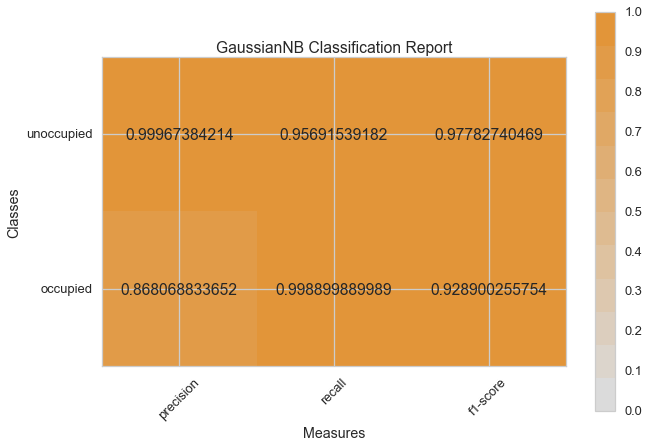 GaussianNB Classification Report
Classes
unoccupied
0.99967384214
0.95691539182
0.97782740469
occupied
0.868068833652
0.998899889989
0.928900255754
precision
recall
f1-score
Measures
1.0
0.9
0.8
0.7
0.6
0.5
0.4
0.3
0.2
0.1
0.0